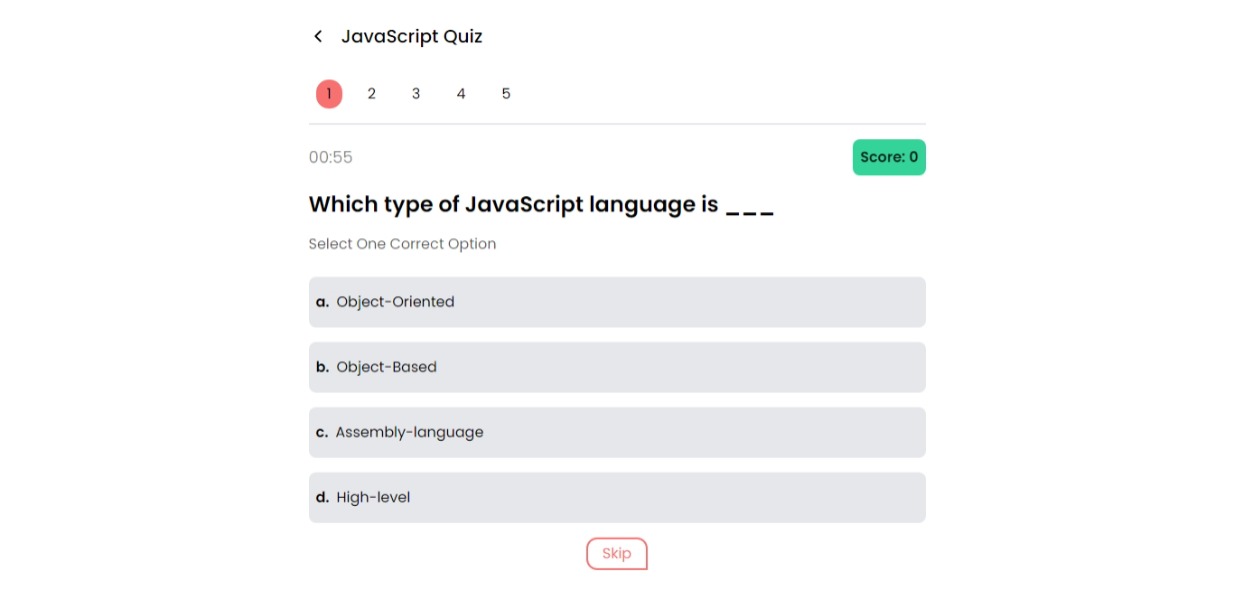 JavaScript Quiz
1 2 3 4 5
00:55 Score: 0
Which type of JavaScript language is _ _ _
Select One Correct Option
a. Object-Oriented
b. Object-Based
c. Assembly-language
d. High-level
Skip